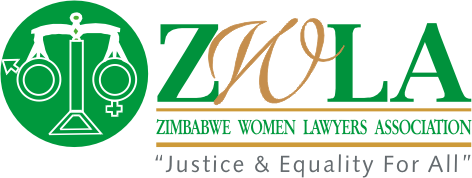 ZWLA
ZIMBABWE WOMEN LAWYERS ASSOCIATION
“Justice & Equality For All”